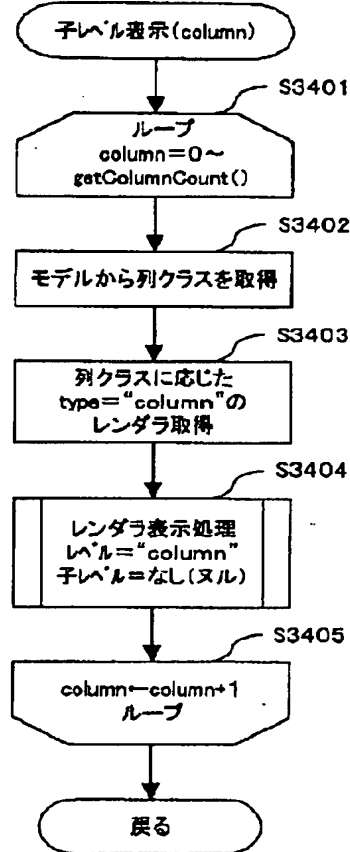 子レベル表示(column)
S3401
ループ
column=0~
getColumnCount()
S3402
モデルから列クラスを取得
S3403
列クラスに応じた
type="column"の
レンダラ取得
S3404
レンダラ表示処理
レベル="column"
子レベル=なし(ヌル)
S3405
column←column+1
ループ
戻る